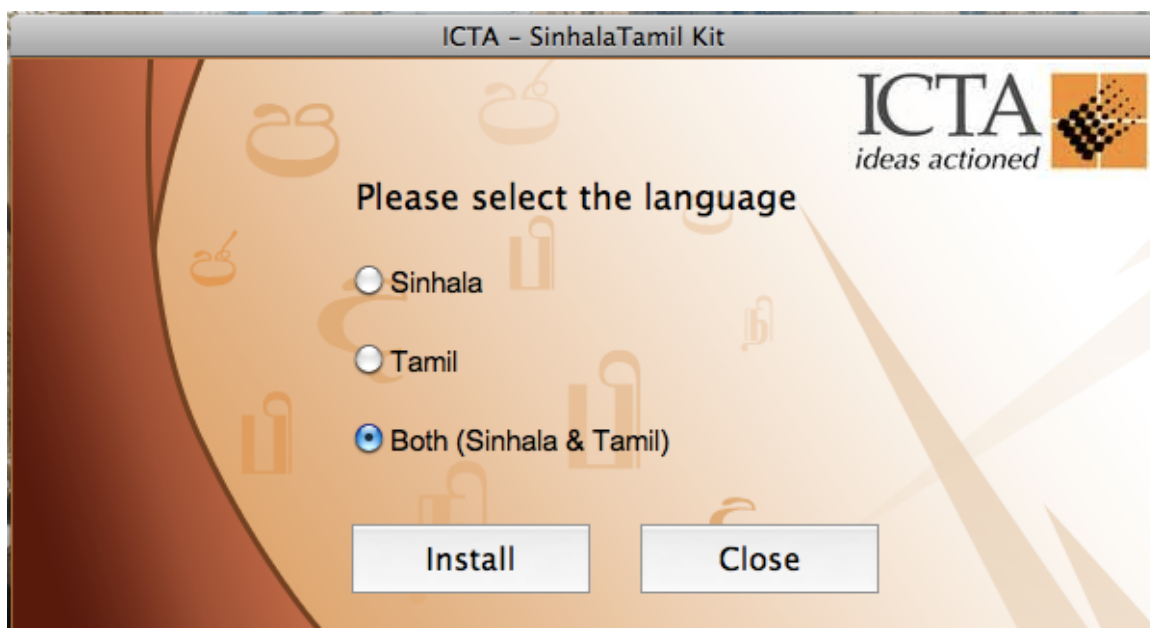 ICTA – SinhalaTamil Kit
ICTA
ideas actioned
Please select the language
Sinhala
Tamil
Both (Sinhala & Tamil)
Install
Close